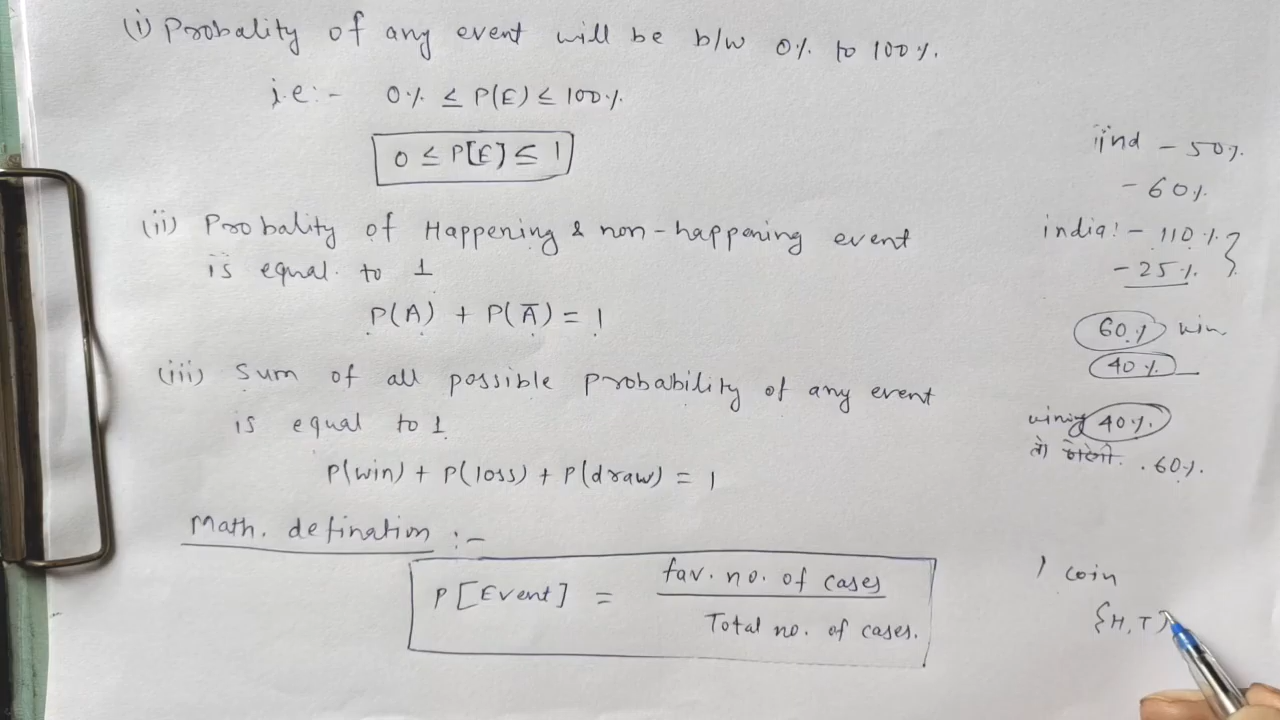 (i) Probality of any event will be b/w 0% to 100%.
i.e:- 0% ≤ P(E) ≤ 100%
0 ≤ P[E] ≤ 1
(ii) Probality of Happening & non-happening event
is equal to 1
P(A) + P(Ā) = 1
(iii) Sum of all possible probability of any event
is equal to 1
P(win) + P(loss) + P(draw) = 1
Math. defination :-
P[Event] = fav. no. of cases
Total no. of cases.
iind - 50%
- 60%
india:- 110%?
- 25%
60% win
40%
wining 40%.
तो 60%.
1 coin
{H,T}